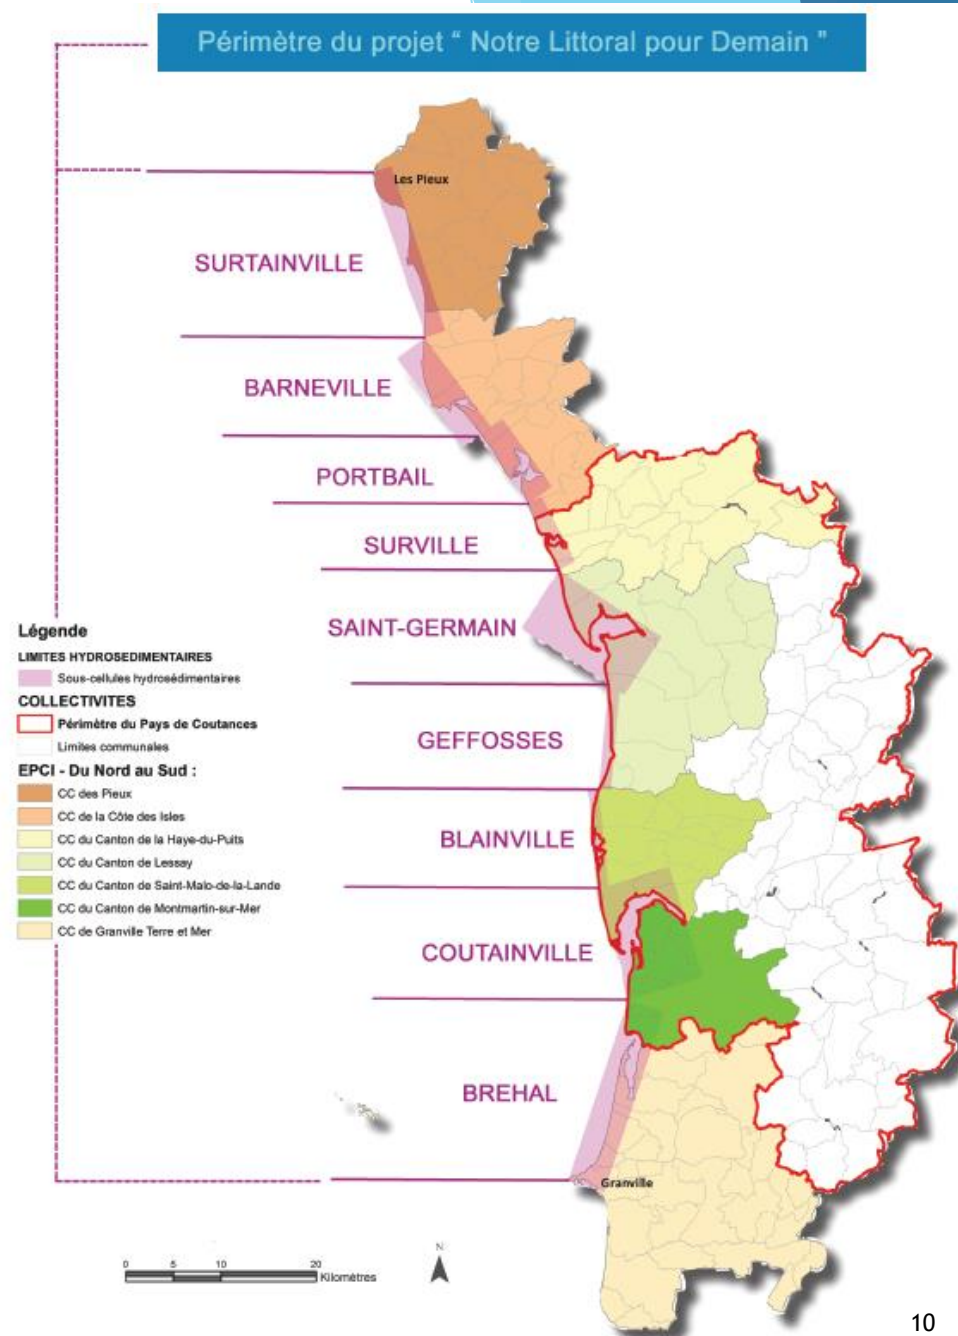 Périmètre du projet “ Notre Littoral pour Demain ”
Les Pieux
SURTAINVILLE
BARNEVILLE
PORTBAIL
SURVILLE
SAINT-GERMAIN
GEFFOSSES
BLAINVILLE
COUTAINVILLE
BREHAL
Granville
Légende
LIMITES HYDROSEDIMENTAIRES
Sous-cellules hydrosédimentaires
COLLECTIVITES
Périmètre du Pays de Coutances
Limites communales
EPCI - Du Nord au Sud :
CC des Pieux
CC de la Côte des Isles
CC du Canton de la Haye-du-Puits
CC du Canton de Lessay
CC du Canton de Saint-Malo-de-la-Lande
CC du Canton de Montmartin-sur-Mer
CC de Granville Terre et Mer
0 5 10 20
Kilomètres
N
10